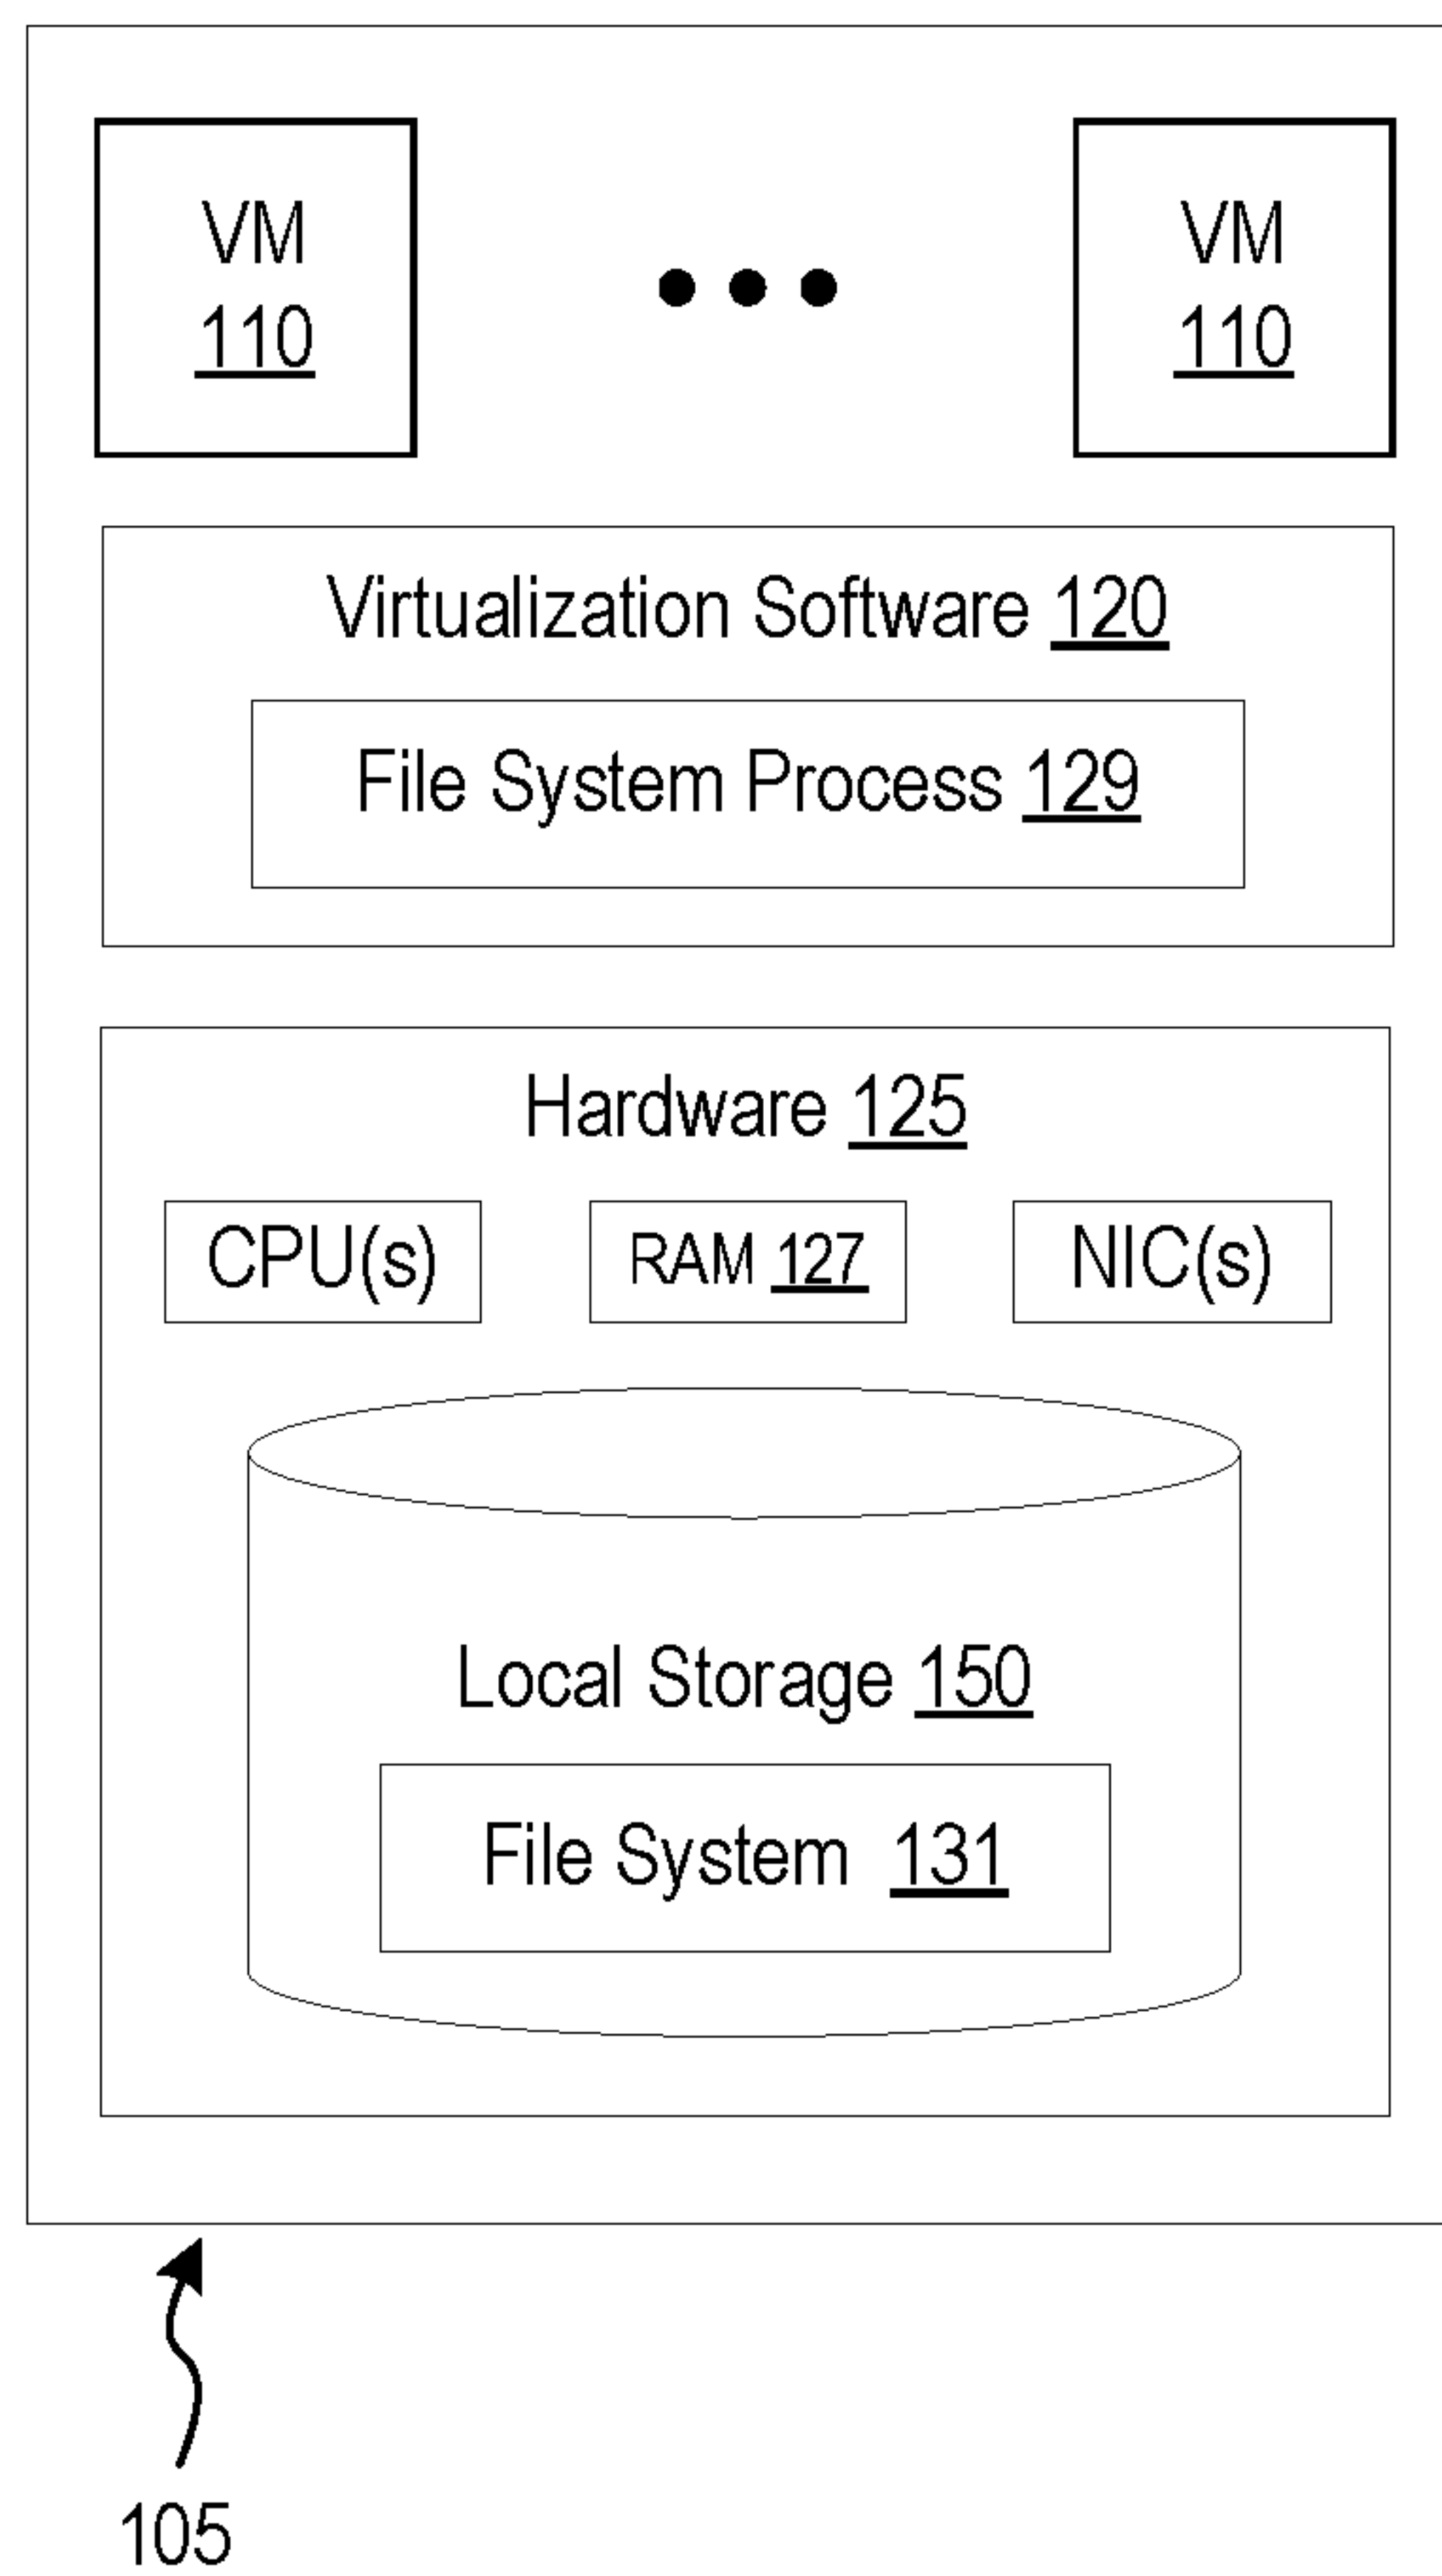 VM
110
VM
110
Virtualization Software 120
File System Process 129
Hardware 125
CPU(s)
RAM 127
NIC(s)
Local Storage 150
File System 131
105